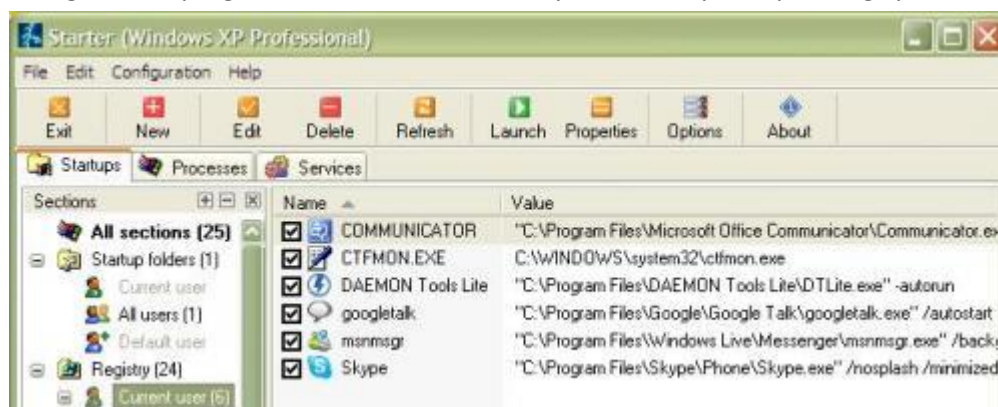 Starter (Windows XP Professional)
File Edit Configuration Help
Exit New Edit Delete Refresh Launch Properties Options About
Startups Processes Services
Sections Name Value
All sections (25) COMMUNICATOR "C:\Program Files\Microsoft Office Communicator\Communicator.ex
Startup folders (1) CTFMON.EXE C:\WINDOWS\system32\ctfmon.exe
Current user DAEMON Tools Lite "C:\Program Files\DAEMON Tools Lite\DTLite.exe" -autorun
All users (1) googletalk "C:\Program Files\Google\Google Talk\googletalk.exe" /autostart
Default user msnmsgr "C:\Program Files\Windows Live\Messenger\msnmsgr.exe" /backg
Registry (24) Skype "C:\Program Files\Skype\Phone\Skype.exe" /nosplash /minimized
Current user (6)